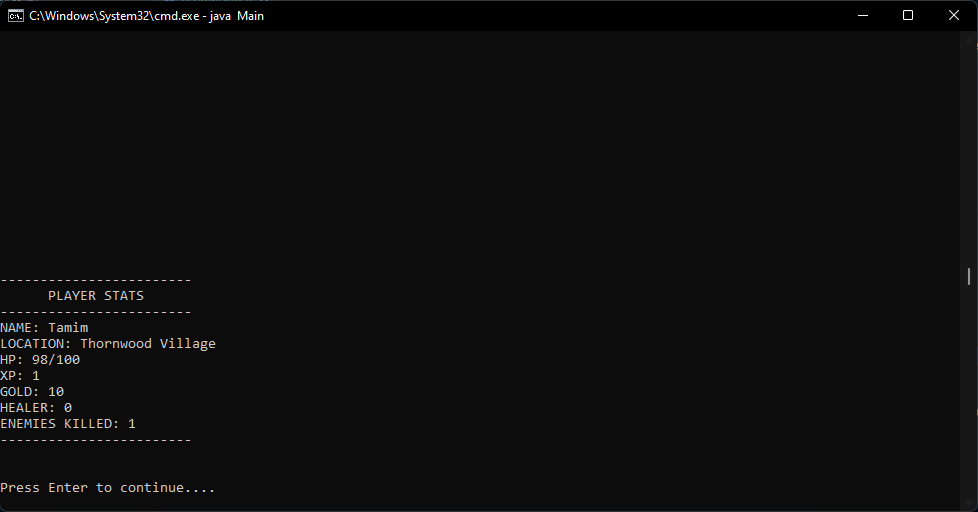 C:\Windows\System32\cmd.exe - java Main
------------------------
PLAYER STATS
------------------------
NAME: Tamim
LOCATION: Thornwood Village
HP: 98/100
XP: 1
GOLD: 10
HEALER: 0
ENEMIES KILLED: 1
------------------------
Press Enter to continue....